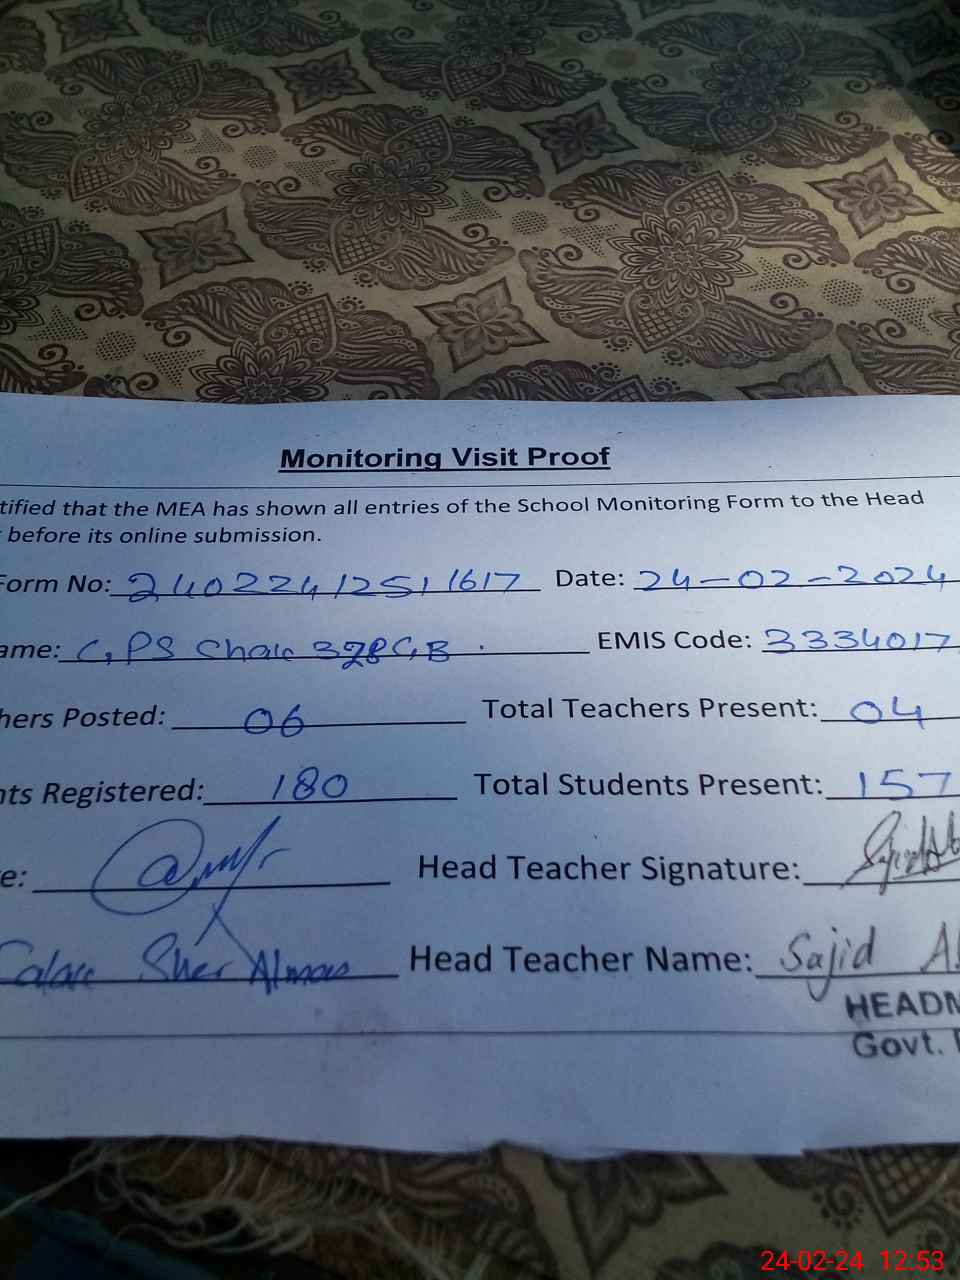 Monitoring Visit Proof
tified that the MEA has shown all entries of the School Monitoring Form to the Head
before its online submission.
Form No: 24022412511617 Date: 24-02-2024
ame: GPS Chak 328GB. EMIS Code: 3334017
hers Posted: 06 Total Teachers Present: 04
nts Registered: 180 Total Students Present: 157
e: Head Teacher Signature:
Sher Almas Head Teacher Name: Sajid A
HEADM
Govt.
24-02-24 12.53